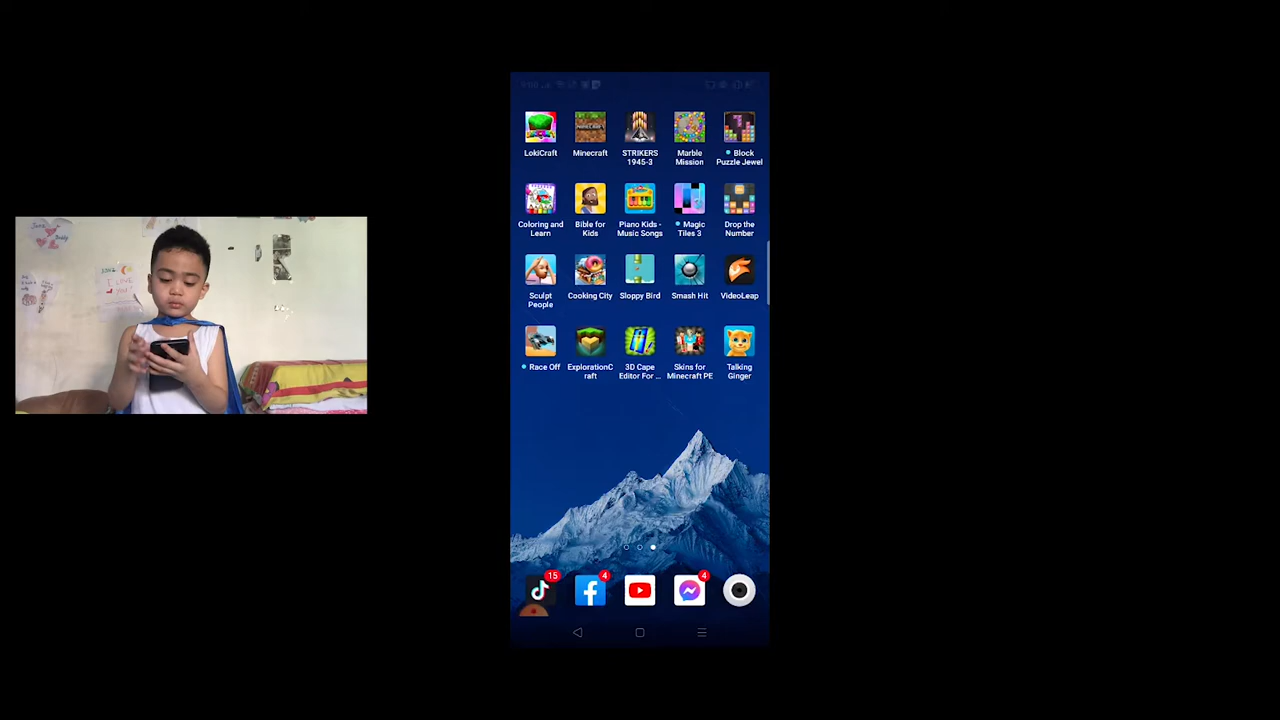 LokiCraft
Minecraft
STRIKERS
1945-3
Marble
Mission
Block
Puzzle Jewel
Coloring and
Learn
Bible for
Kids
Piano Kids -
Music Songs
Magic
Tiles 3
Drop the
Number
Sculpt
People
Cooking City
Sloppy Bird
Smash Hit
VideoLeap
Race Off
ExplorationC
raft
3D Cape
Editor For ...
Skins for
Minecraft PE
Talking
Ginger
15
4
4
I LOVE
YOU